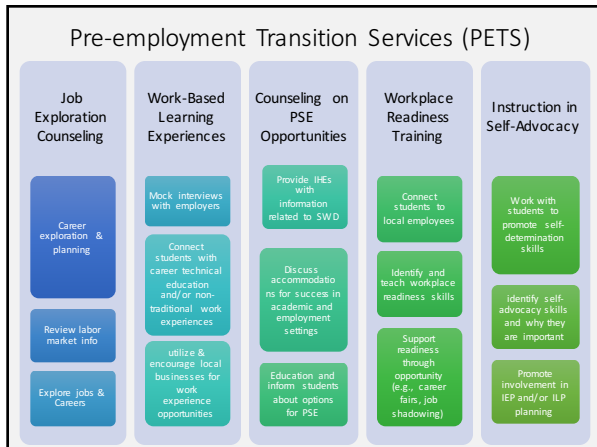 Pre-employment Transition Services (PETS)
Job
Exploration
Counseling
Career
exploration &
planning
Review labor
market info
Explore jobs &
Careers
Work-Based
Learning
Experiences
Mock interviews
with employers
Connect
students with
career technical
education
and/or non-
traditional work
experiences
utilize &
encourage local
businesses for
work experience
opportunities
Counseling on
PSE
Opportunities
Provide IHEs
with
information
related to SWD
Discuss
accommodatio
ns for success in
academic and
employment
settings
Education and
inform students
about options
for PSE
Workplace
Readiness
Training
Connect
students to
local employees
Identify and
teach workplace
readiness skills
Support
readiness
through
opportunity
(e.g., career
fairs, job
shadowing)
Instruction in
Self-Advocacy
Work with
students to
promote self-
determination
skills
identify self-
advocacy skills
and why they
are important
Promote
involvement in
IEP and/or ILP
planning